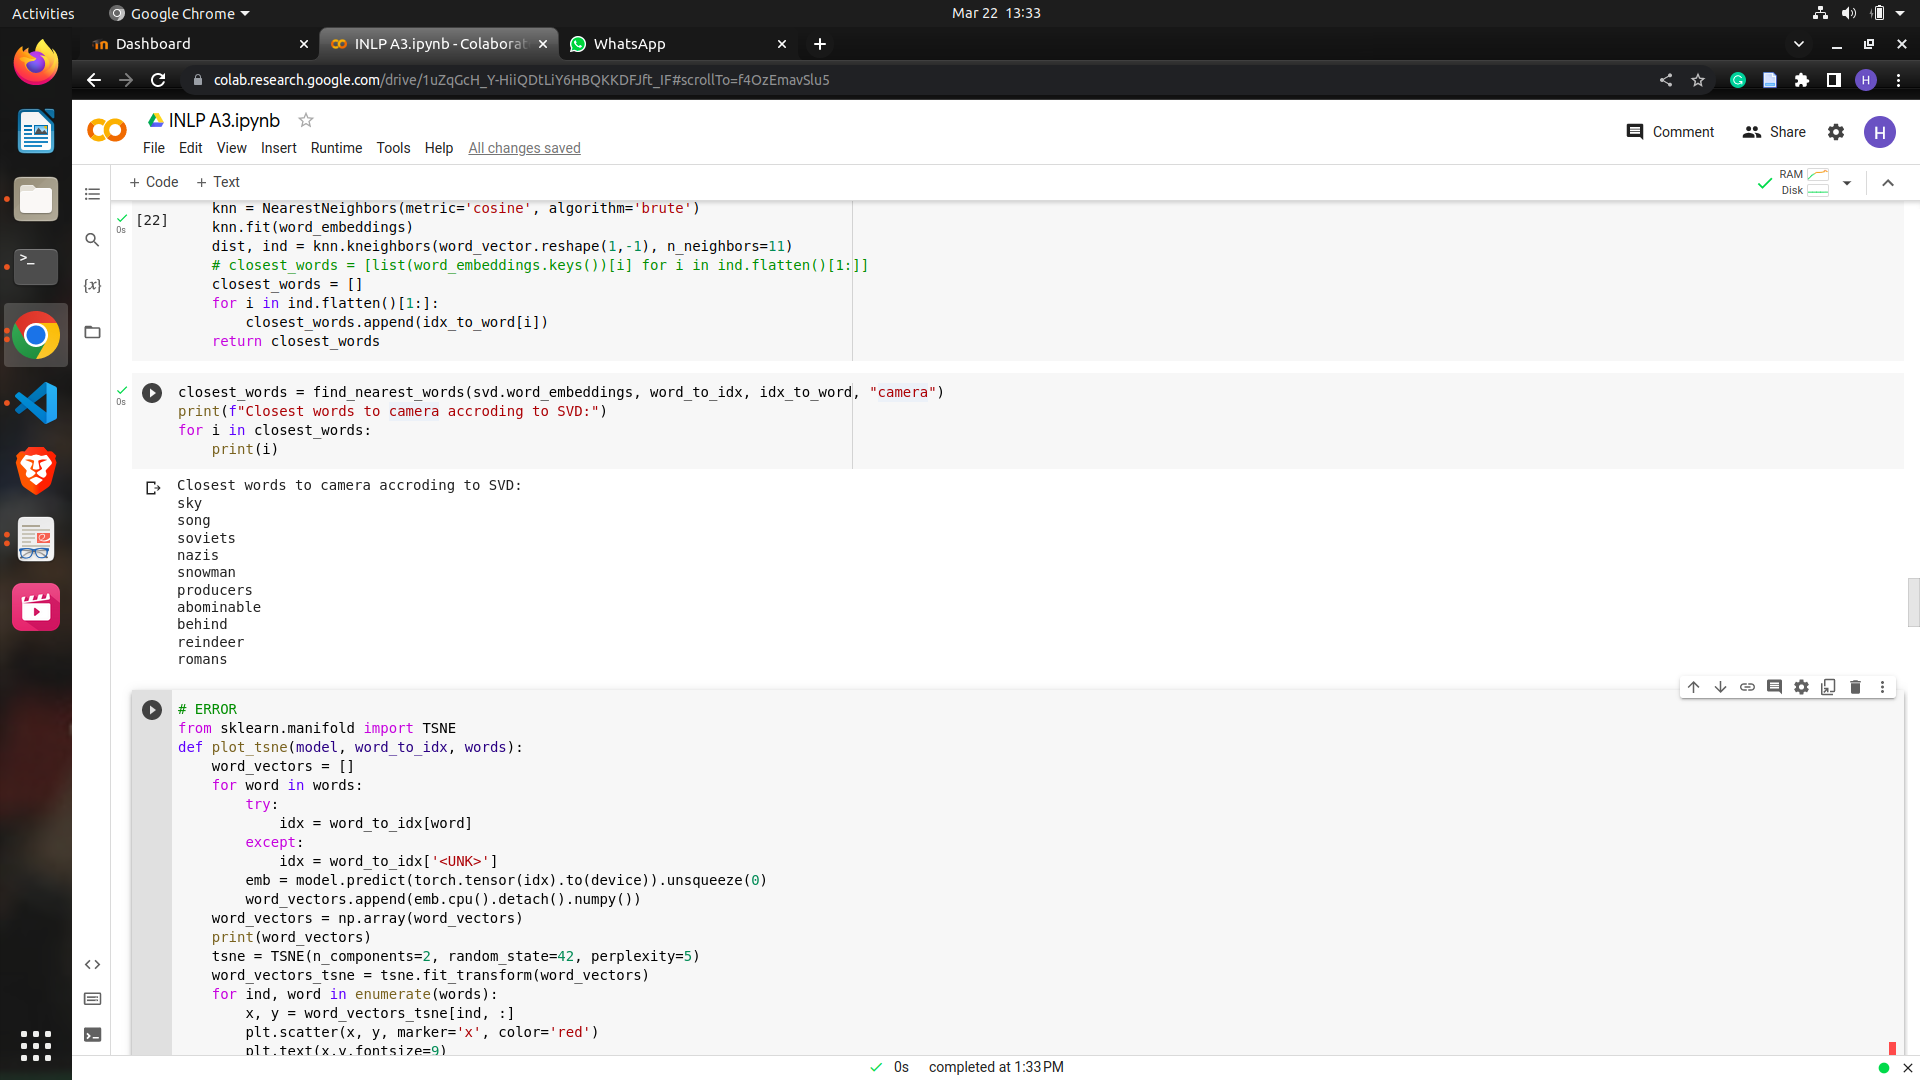 Activities
Google Chrome
Mar 22 13:33
Dashboard
INLP A3.ipynb - Colaborat
WhatsApp
colab.research.google.com/drive/1uZqGcH_Y-HiiQDtLiY6HBQKKDFJft_IF#scrollTo=f4OzEmavSlu5
H
INLP A3.ipynb
Comment
Share
H
File Edit View Insert Runtime Tools Help All changes saved
+ Code + Text
RAM
Disk
[22]
0s
knn = NearestNeighbors(metric='cosine', algorithm='brute')
knn.fit(word_embeddings)
dist, ind = knn.kneighbors(word_vector.reshape(1,-1), n_neighbors=11)
# closest_words = [list(word_embeddings.keys())[i] for i in ind.flatten()[1:]]
closest_words = []
for i in ind.flatten()[1:]:
closest_words.append(idx_to_word[i])
return closest_words
0s
closest_words = find_nearest_words(svd.word_embeddings, word_to_idx, idx_to_word, "camera")
print(f"Closest words to camera accroding to SVD:")
for i in closest_words:
print(i)
Closest words to camera accroding to SVD:
sky
song
soviets
nazis
snowman
producers
abominable
behind
reindeer
romans
# ERROR
from sklearn.manifold import TSNE
def plot_tsne(model, word_to_idx, words):
word_vectors = []
for word in words:
try:
idx = word_to_idx[word]
except:
idx = word_to_idx['<UNK>']
emb = model.predict(torch.tensor(idx).to(device)).unsqueeze(0)
word_vectors.append(emb.cpu().detach().numpy())
word_vectors = np.array(word_vectors)
print(word_vectors)
tsne = TSNE(n_components=2, random_state=42, perplexity=5)
word_vectors_tsne = tsne.fit_transform(word_vectors)
for ind, word in enumerate(words):
x, y = word_vectors_tsne[ind, :]
plt.scatter(x, y, marker='x', color='red')
plt.text(x,y,fontsize=9)
0s completed at 1:33 PM